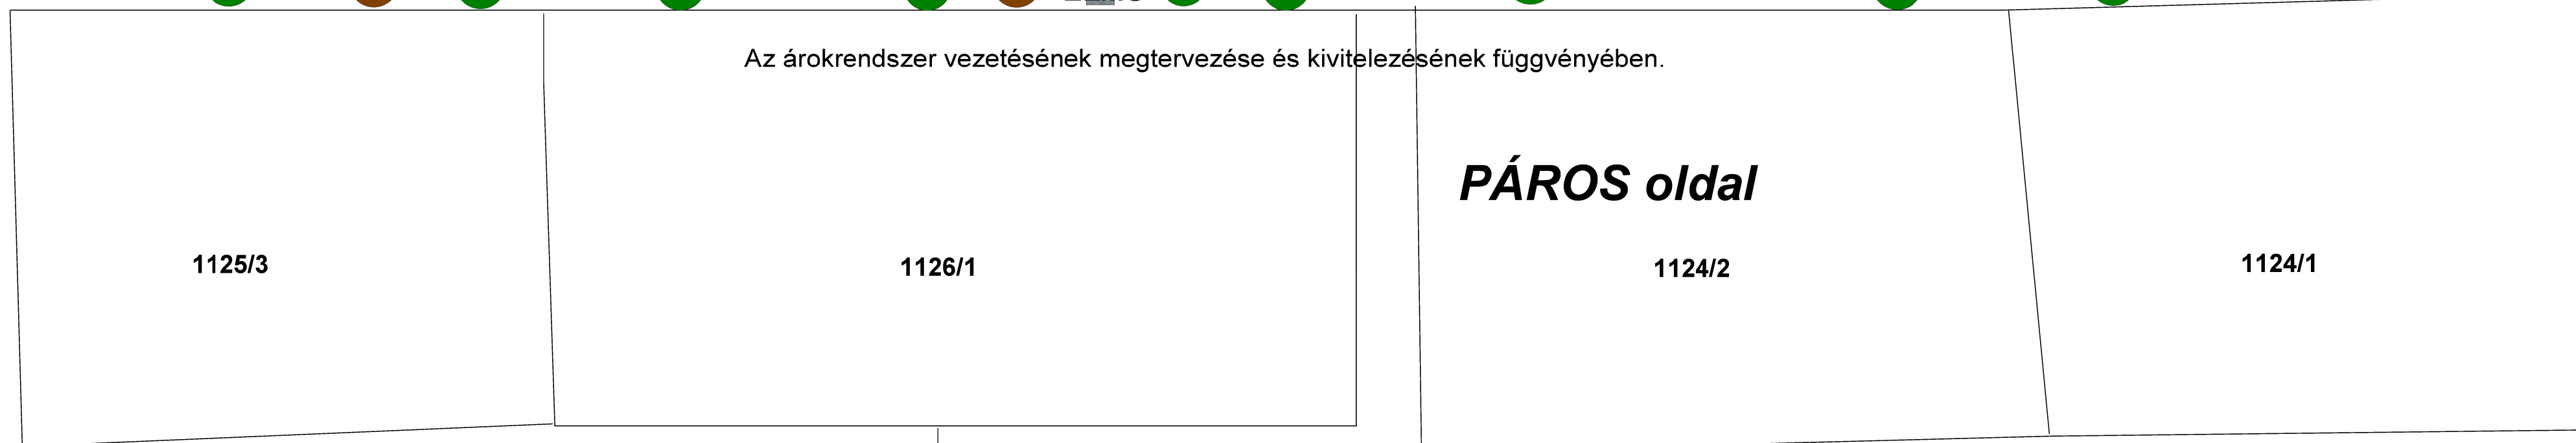 Az árokrendszer vezetésének megtervezése és kivitelezésének függvényében.
PÁROS oldal
1125/3
1126/1
1124/2
1124/1